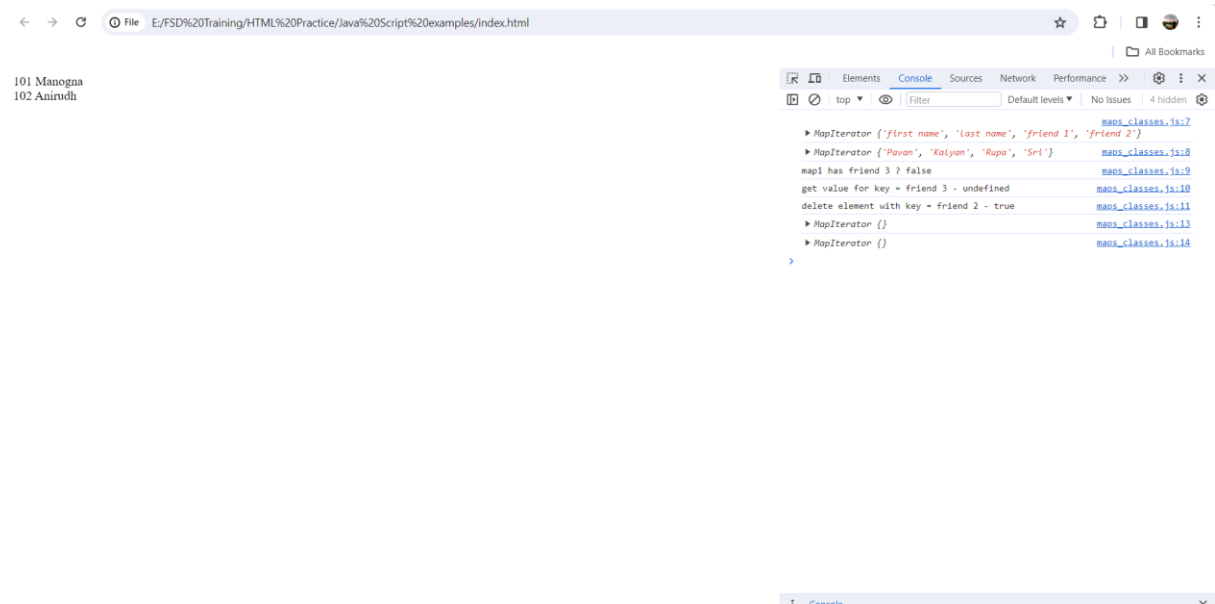 File E:/FSD%20Training/HTML%20Practice/Java%20Script%20examples/index.html
All Bookmarks
101 Manogna
102 Anirudh
Elements Console Sources Network Performance
top Filter Default levels No Issues 4 hidden
maps_classes.js:7
MapIterator {'first name', 'last name', 'friend 1', 'friend 2'}
MapIterator {'Pavan', 'Kalyan', 'Rupa', 'Sri'} maps_classes.js:8
map1 has friend 3 ? false maps_classes.js:9
get value for key = friend 3 - undefined maps_classes.js:10
delete element with key = friend 2 - true maps_classes.js:11
MapIterator {} maps_classes.js:13
MapIterator {} maps_classes.js:14
Console